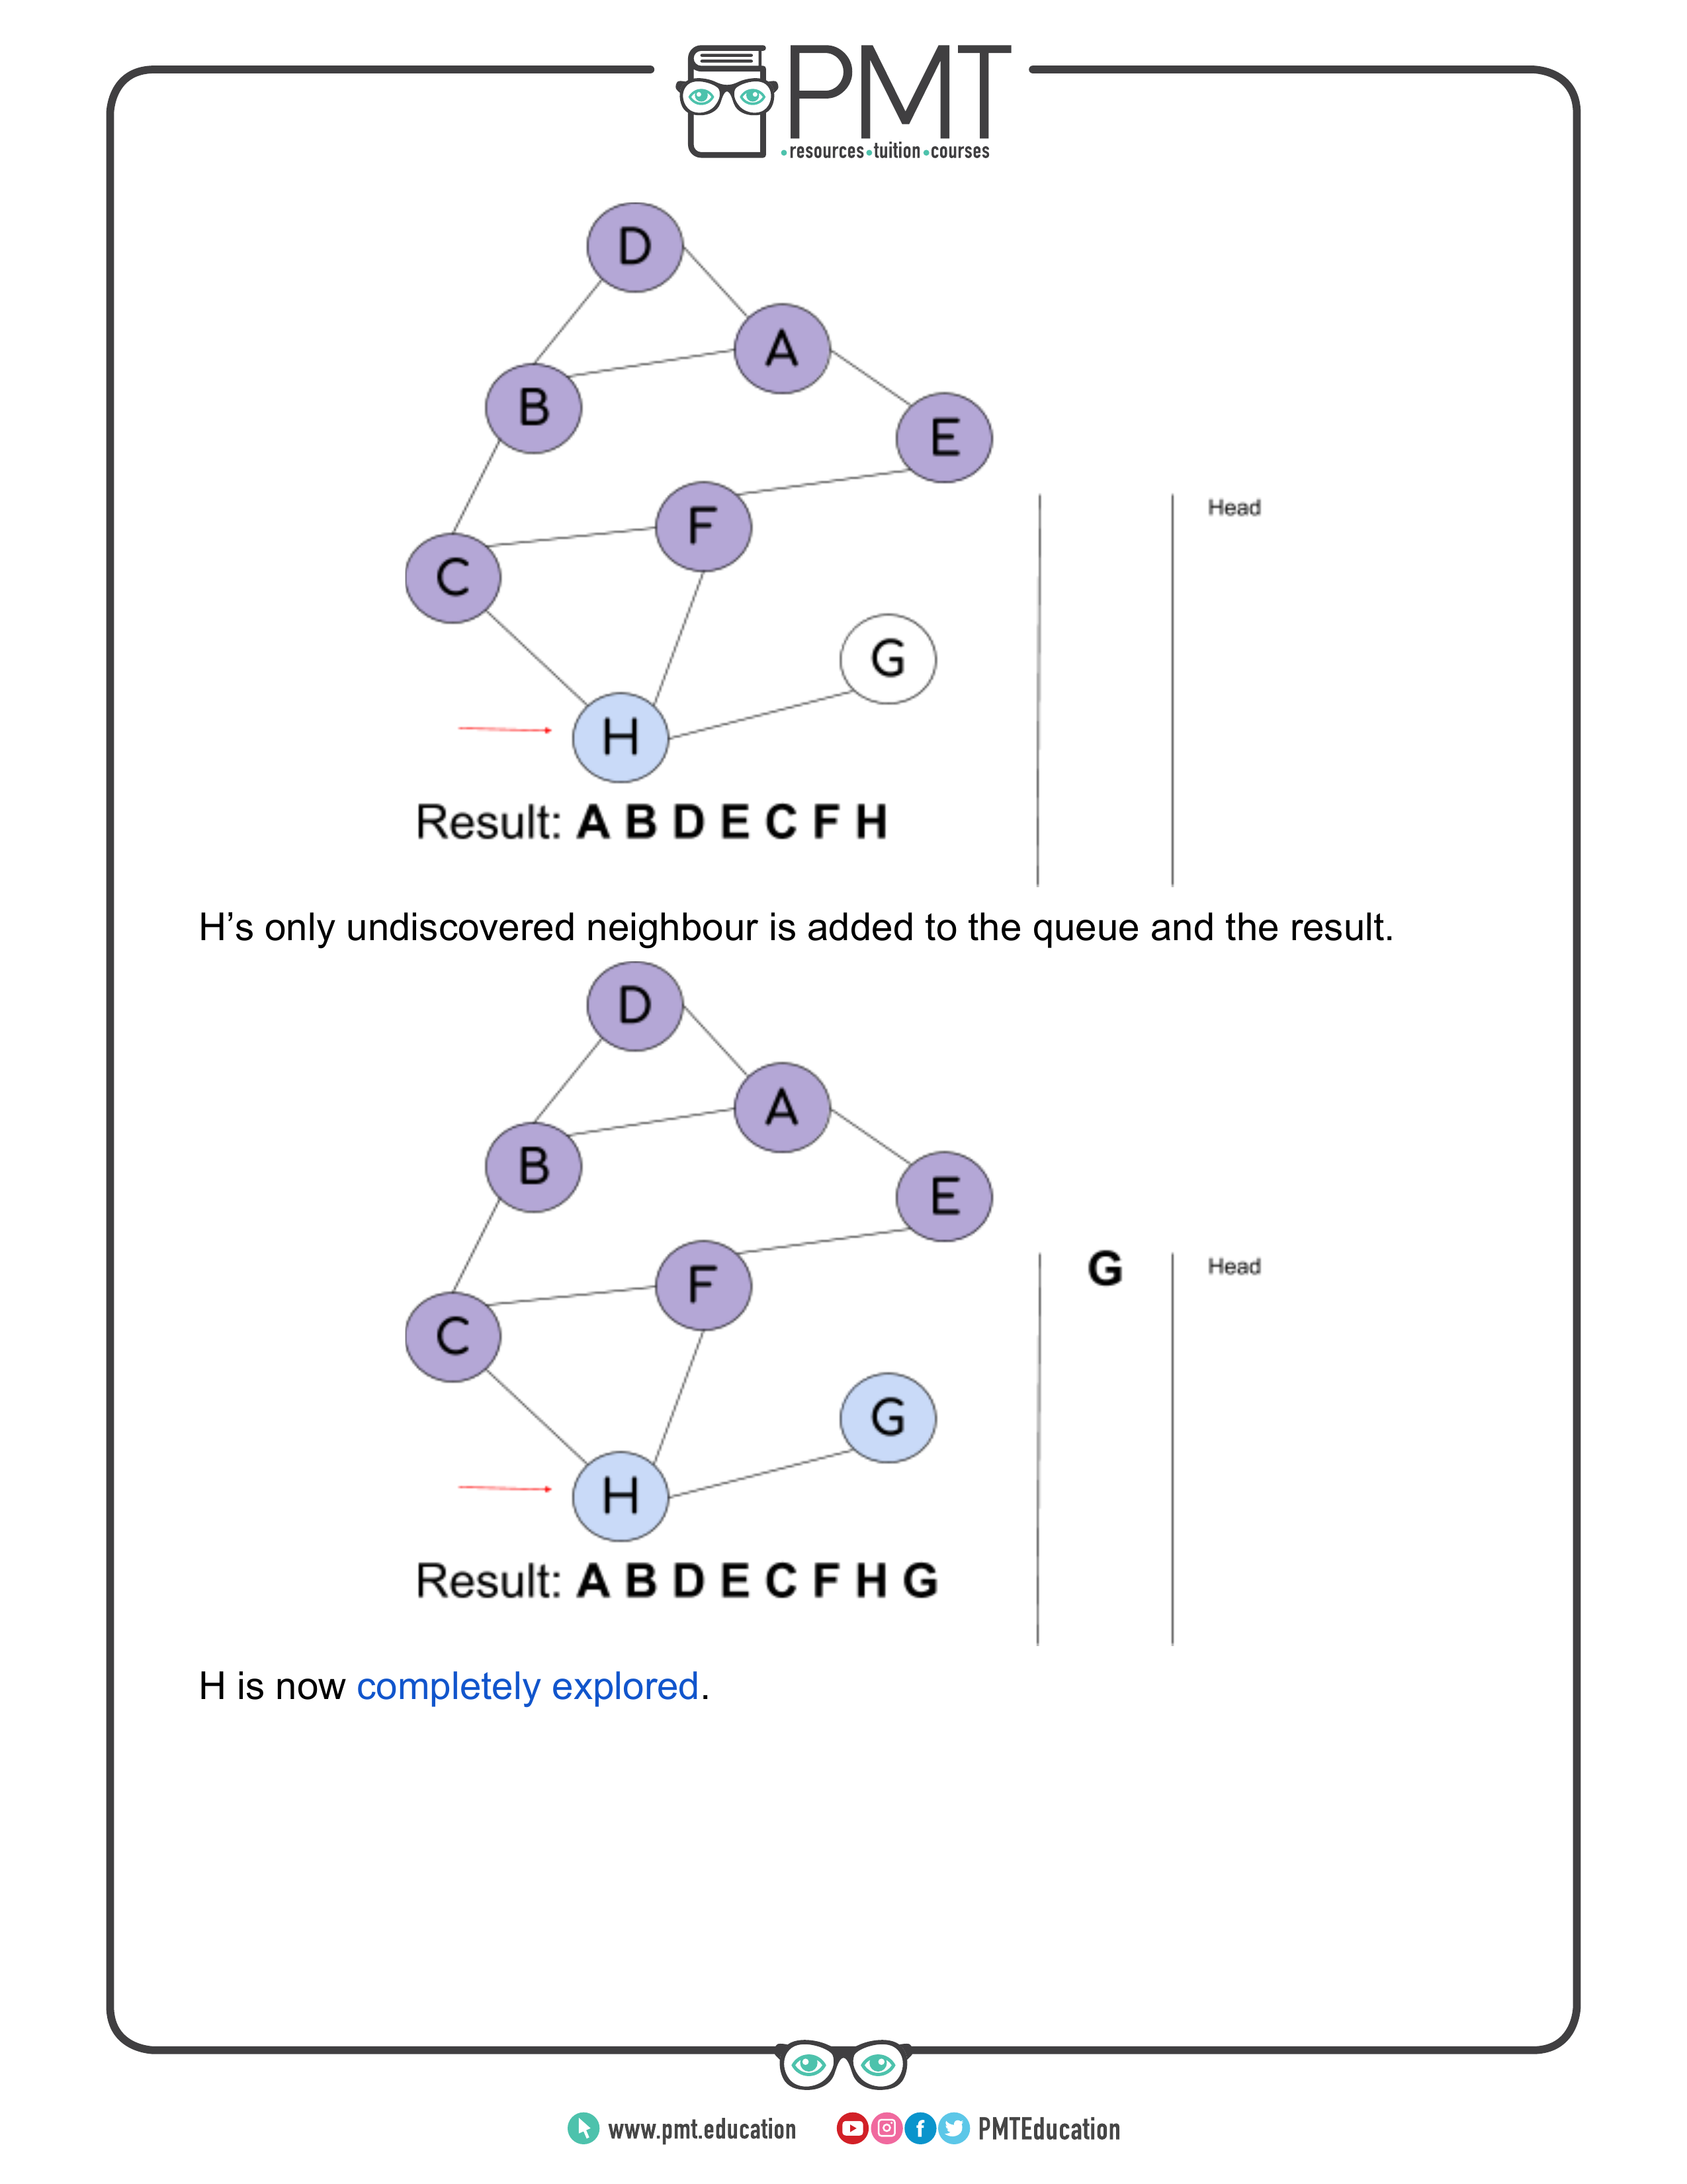 PMT
•resources•tuition•courses
D
A
B
E
F
Head
C
G
H
Result: A B D E C F H
H’s only undiscovered neighbour is added to the queue and the result.
D
A
B
E
F
G
Head
C
G
H
Result: A B D E C F H G
H is now completely explored.
www.pmt.education
PMTEducation